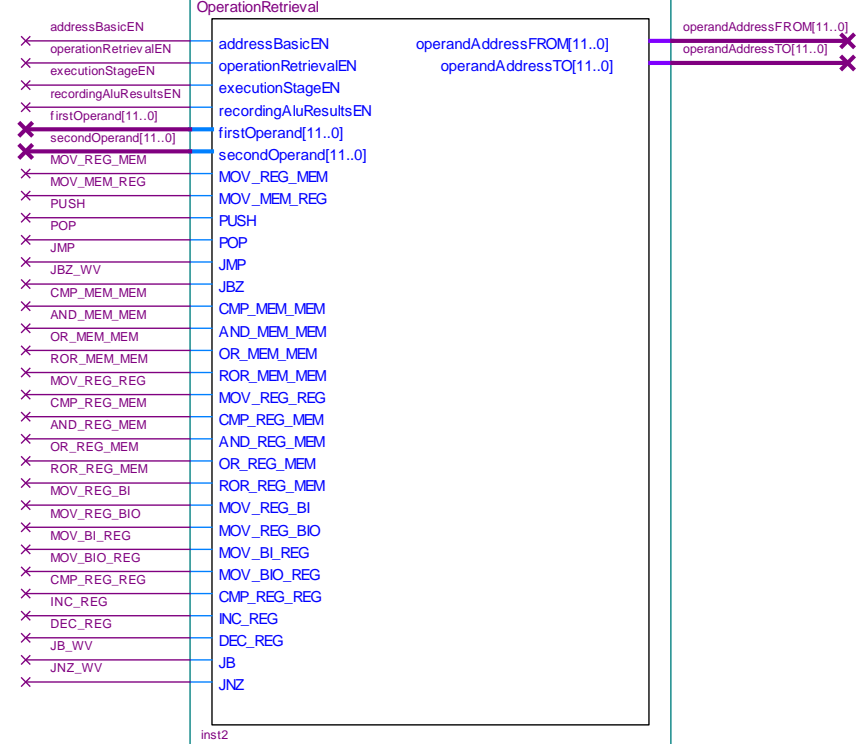 OperationRetrieval
addressBasicEN
operationRetrievalEN
executionStageEN
recordingAluResultsEN
firstOperand[11..0]
secondOperand[11..0]
MOV_REG_MEM
MOV_MEM_REG
PUSH
POP
JMP
JBZ_WV
CMP_MEM_MEM
AND_MEM_MEM
OR_MEM_MEM
ROR_MEM_MEM
MOV_REG_REG
CMP_REG_MEM
AND_REG_MEM
OR_REG_MEM
ROR_REG_MEM
MOV_REG_BI
MOV_REG_BIO
MOV_BI_REG
MOV_BIO_REG
CMP_REG_REG
INC_REG
DEC_REG
JB_WV
JNZ_WV
addressBasicEN
operationRetrievalEN
executionStageEN
recordingAluResultsEN
firstOperand[11..0]
secondOperand[11..0]
MOV_REG_MEM
MOV_MEM_REG
PUSH
POP
JMP
JBZ
CMP_MEM_MEM
AND_MEM_MEM
OR_MEM_MEM
ROR_MEM_MEM
MOV_REG_REG
CMP_REG_MEM
AND_REG_MEM
OR_REG_MEM
ROR_REG_MEM
MOV_REG_BI
MOV_REG_BIO
MOV_BI_REG
MOV_BIO_REG
CMP_REG_REG
INC_REG
DEC_REG
JB
JNZ
operandAddressFROM[11..0]
operandAddressTO[11..0]
operandAddressFROM[11..0]
operandAddressTO[11..0]
inst2